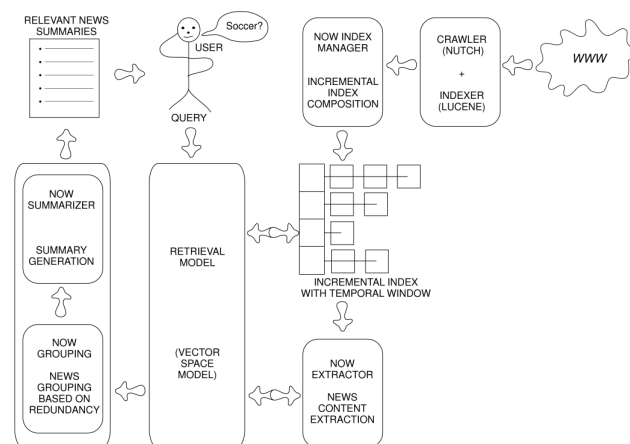 RELEVANT NEWS
SUMMARIES
Soccer?
USER
QUERY
NOW INDEX
MANAGER
INCREMENTAL
INDEX
COMPOSITION
CRAWLER
(NUTCH)
+
INDEXER
(LUCENE)
WWW
NOW
SUMMARIZER
SUMMARY
GENERATION
RETRIEVAL
MODEL
(VECTOR
SPACE
MODEL)
INCREMENTAL INDEX
WITH TEMPORAL WINDOW
NOW
GROUPING
NEWS
GROUPING
BASED ON
REDUNDANCY
NOW
EXTRACTOR
NEWS
CONTENT
EXTRACTION